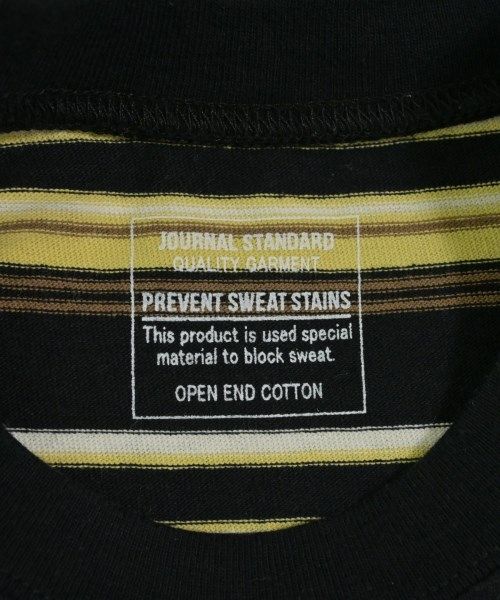 JOURNAL STANDARD
QUALITY GARMENT
PREVENT SWEAT STAINS
This product is used special
material to block sweat.
OPEN END COTTON